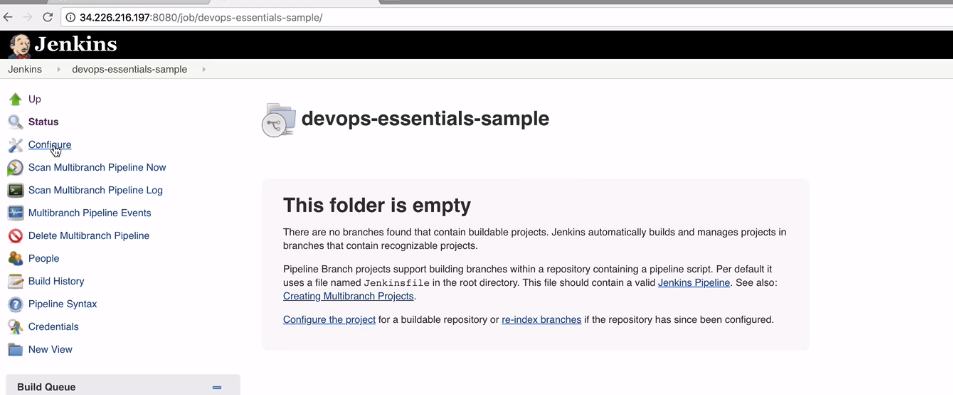 34.226.216.197:8080/job/devops-essentials-sample/
Jenkins
Jenkins
devops-essentials-sample
Up
Status
Configure
Scan Multibranch Pipeline Now
Scan Multibranch Pipeline Log
Multibranch Pipeline Events
Delete Multibranch Pipeline
People
Build History
Pipeline Syntax
Credentials
New View
Build Queue
devops-essentials-sample
This folder is empty
There are no branches found that contain buildable projects. Jenkins automatically builds and manages projects in
branches that contain recognizable projects.
Pipeline Branch projects support building branches within a repository containing a pipeline script. Per default it
uses a file named Jenkinsfile in the root directory. This file should contain a valid Jenkins Pipeline. See also:
Creating Multibranch Projects.
Configure the project for a buildable repository or re-index branches if the repository has since been configured.